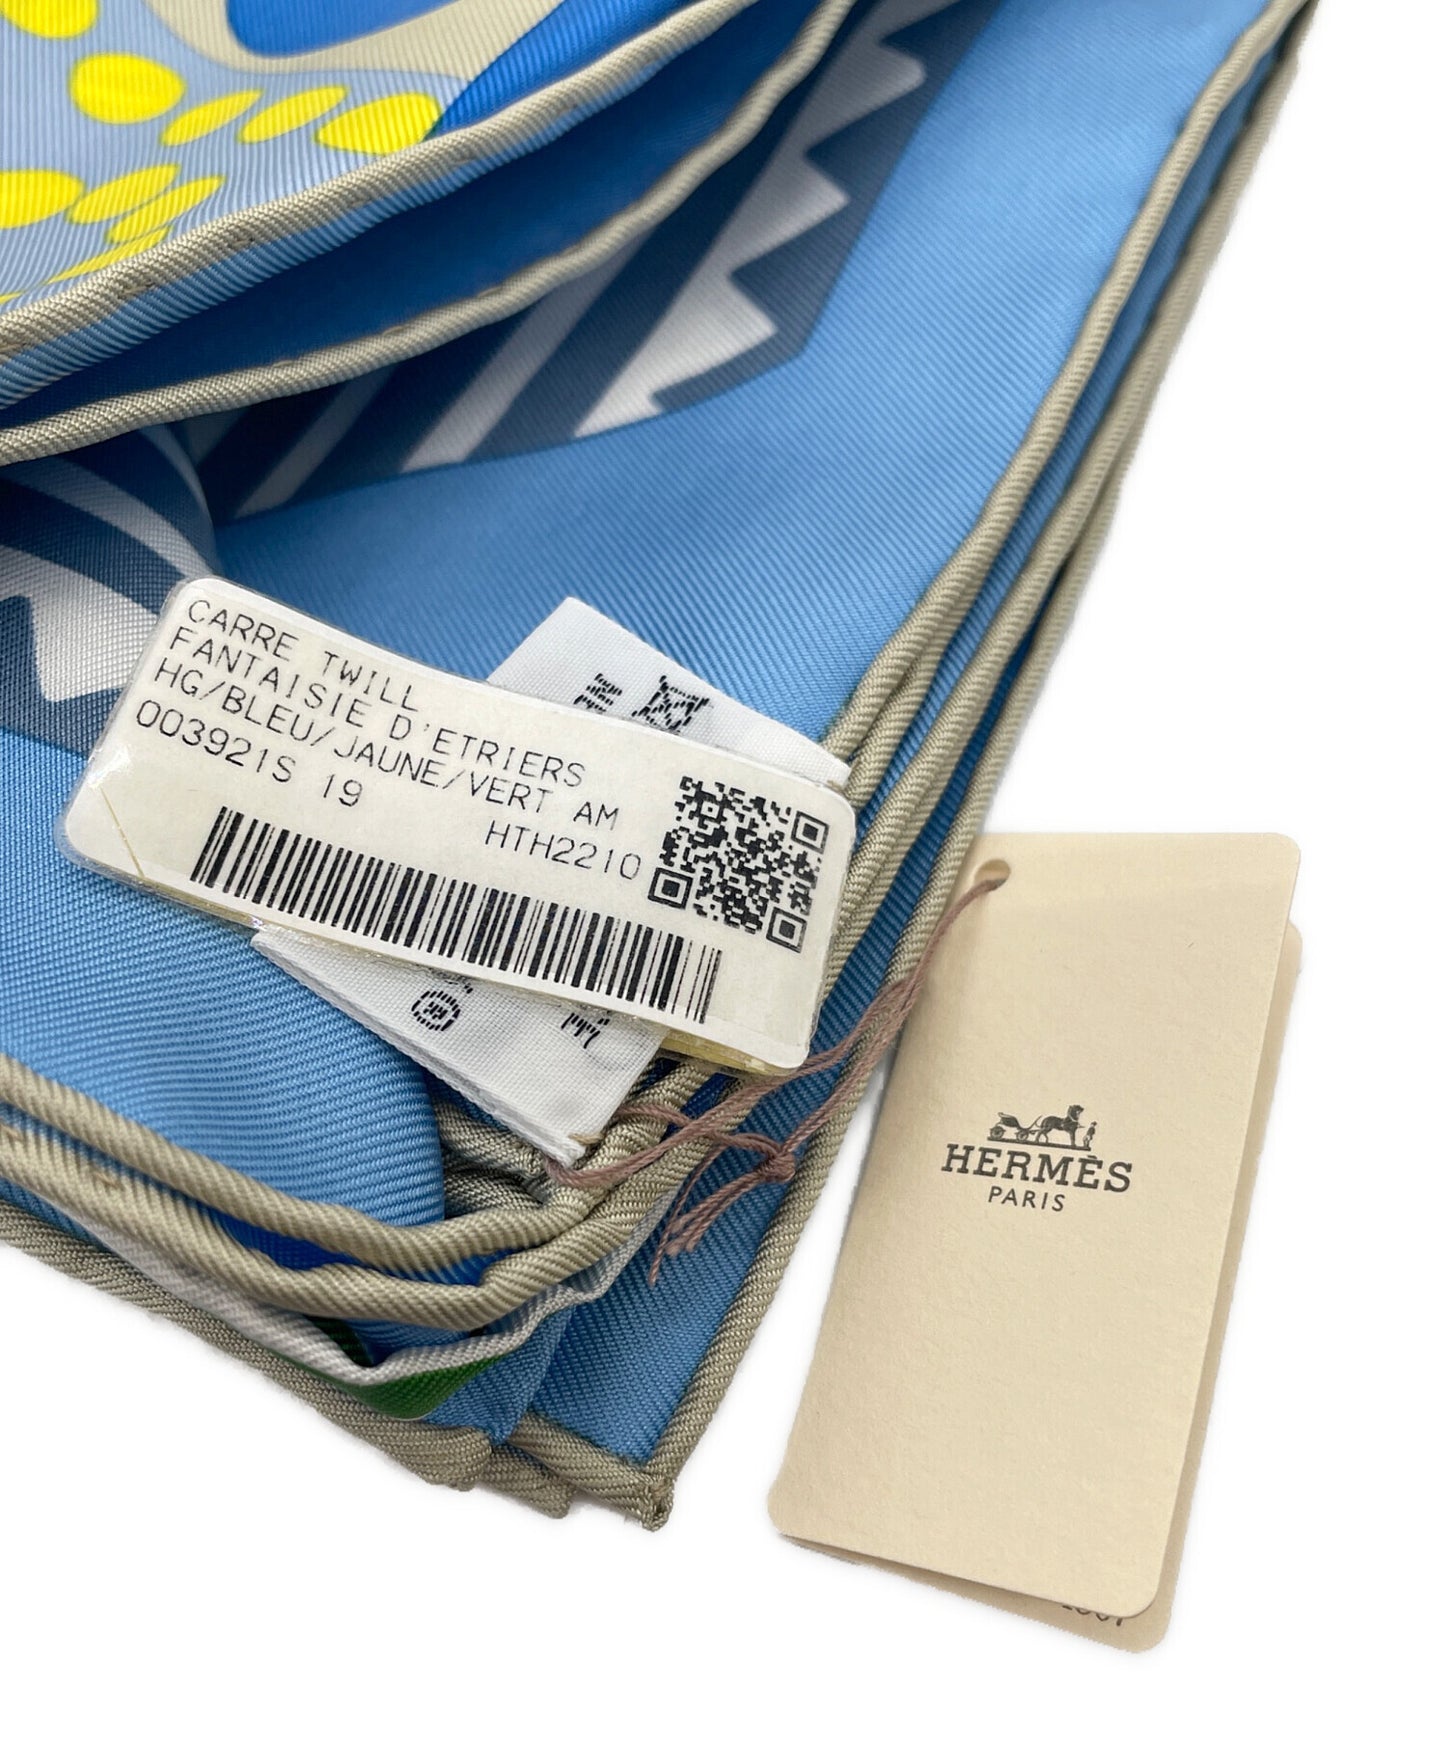 CARRE TWILL
FANTAISIE D'ETRIERS
HG/BLEU/JAUNE/VERT AM
003921S 19
HTH2210
HERMÈS
PARIS